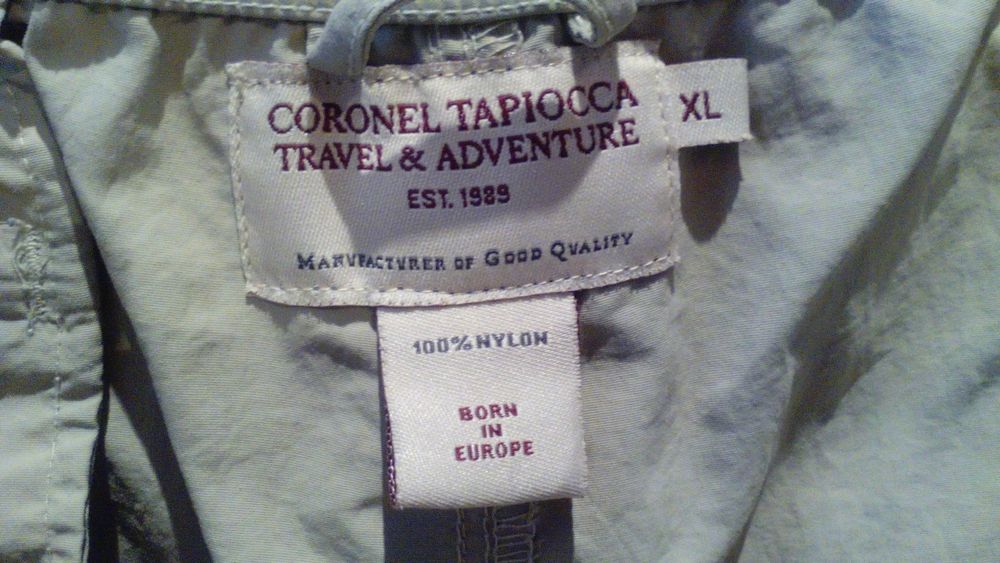 CORONEL TAPIOCCA
TRAVEL & ADVENTURE
EST. 1989
MANUFACTURER OF GOOD QUALITY
XL
100% NYLON
BORN
IN
EUROPE